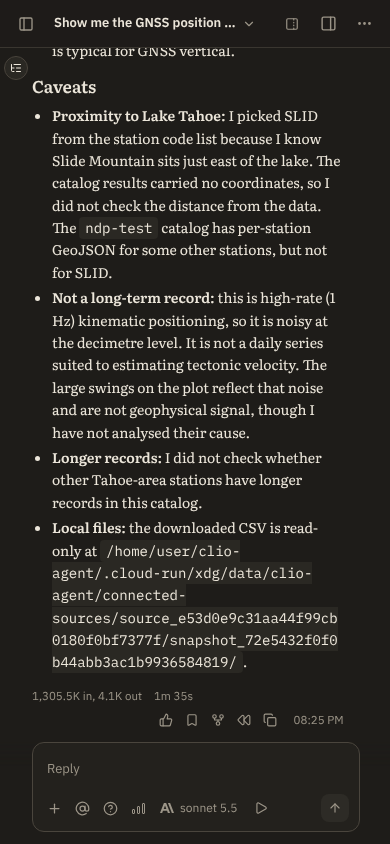 Show me the GNSS position ...
is typical for GNSS vertical.
Caveats
• Proximity to Lake Tahoe: I picked SLID
from the station code list because I know
Slide Mountain sits just east of the lake. The
catalog results carried no coordinates, so I
did not check the distance from the data.
The ndp-test catalog has per-station
GeoJSON for some other stations, but not
for SLID.
• Not a long-term record: this is high-rate (1
Hz) kinematic positioning, so it is noisy at
the decimetre level. It is not a daily series
suited to estimating tectonic velocity. The
large swings on the plot reflect that noise
and are not geophysical signal, though I
have not analysed their cause.
• Longer records: I did not check whether
other Tahoe-area stations have longer
records in this catalog.
• Local files: the downloaded CSV is read-
only at /home/user/clio-
agent/.cloud-run/xdg/data/clio-
agent/connected-
sources/source_e53d0e9c31aa44f99cb
0180f0bf7377f/snapshot_72e5432f0f0
b44abb3ac1b9936584819/ .
1,305.5K in, 4.1K out 1m 35s
08:25 PM
Reply
sonnet 5.5